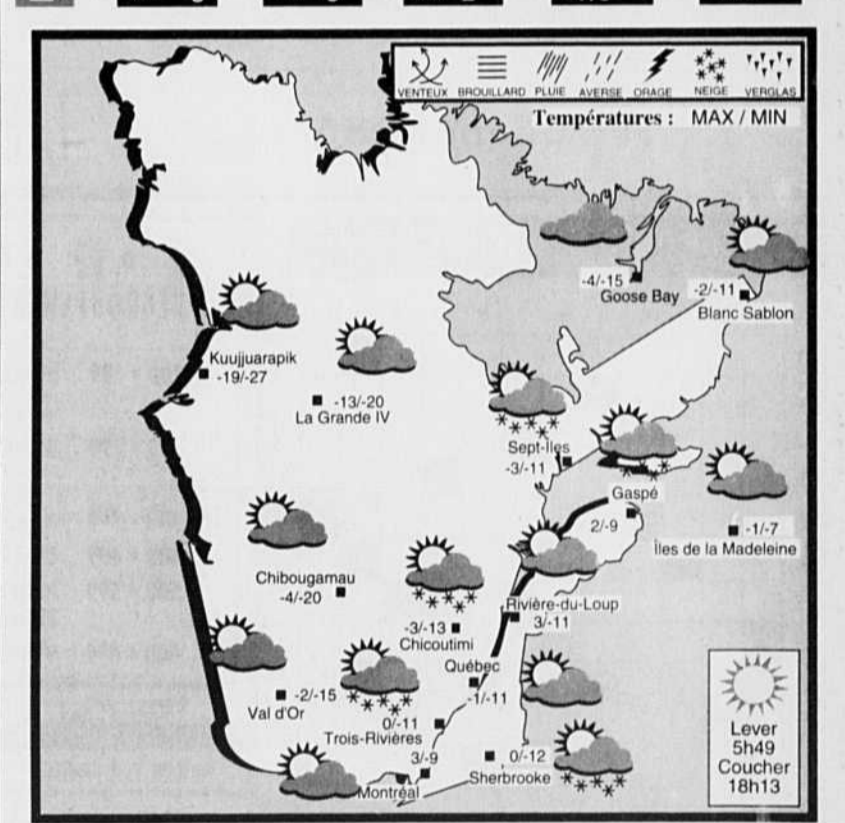 VENTEUX BROUILLARD PLUIE AVERSE ORAGE NEIGE VERGLAS
Températures : MAX / MIN
-4/-15
Goose Bay
-2/-11
Blanc Sablon
Kuujjuarapik
-19/-27
-13/-20
La Grande IV
Sept-Îles
-3/-11
Gaspé
2/-9
-1/-7
Îles de la Madeleine
Chibougamau
-4/-20
Rivière-du-Loup
3/-11
-3/-13
Chicoutimi
Québec
-1/-11
-2/-15
Val d'Or
0/-11
Trois-Rivières
3/-9
Montréal
0/-12
Sherbrooke
Lever
5h49
Coucher
18h13